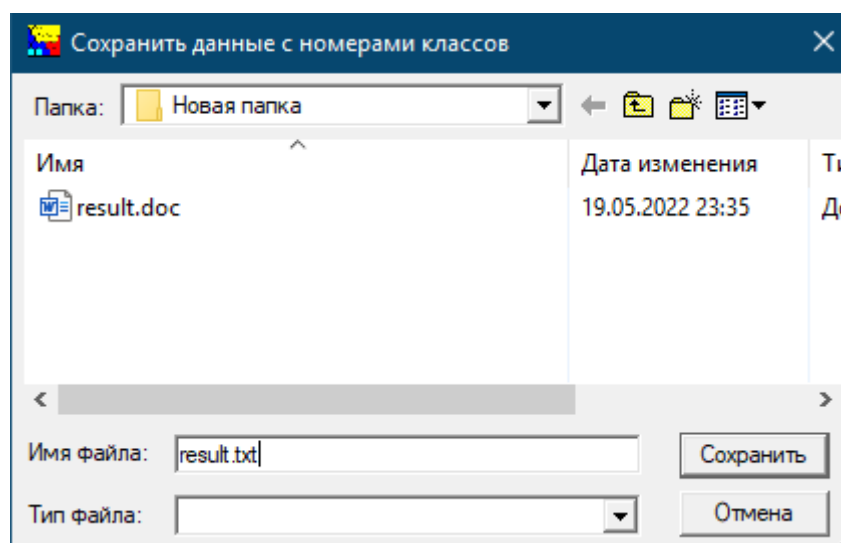 Сохранить данные с номерами классов
Папка: Новая папка
Имя Дата изменения
result.doc 19.05.2022 23:35
Имя файла: result.txt Сохранить
Тип файла: Отмена